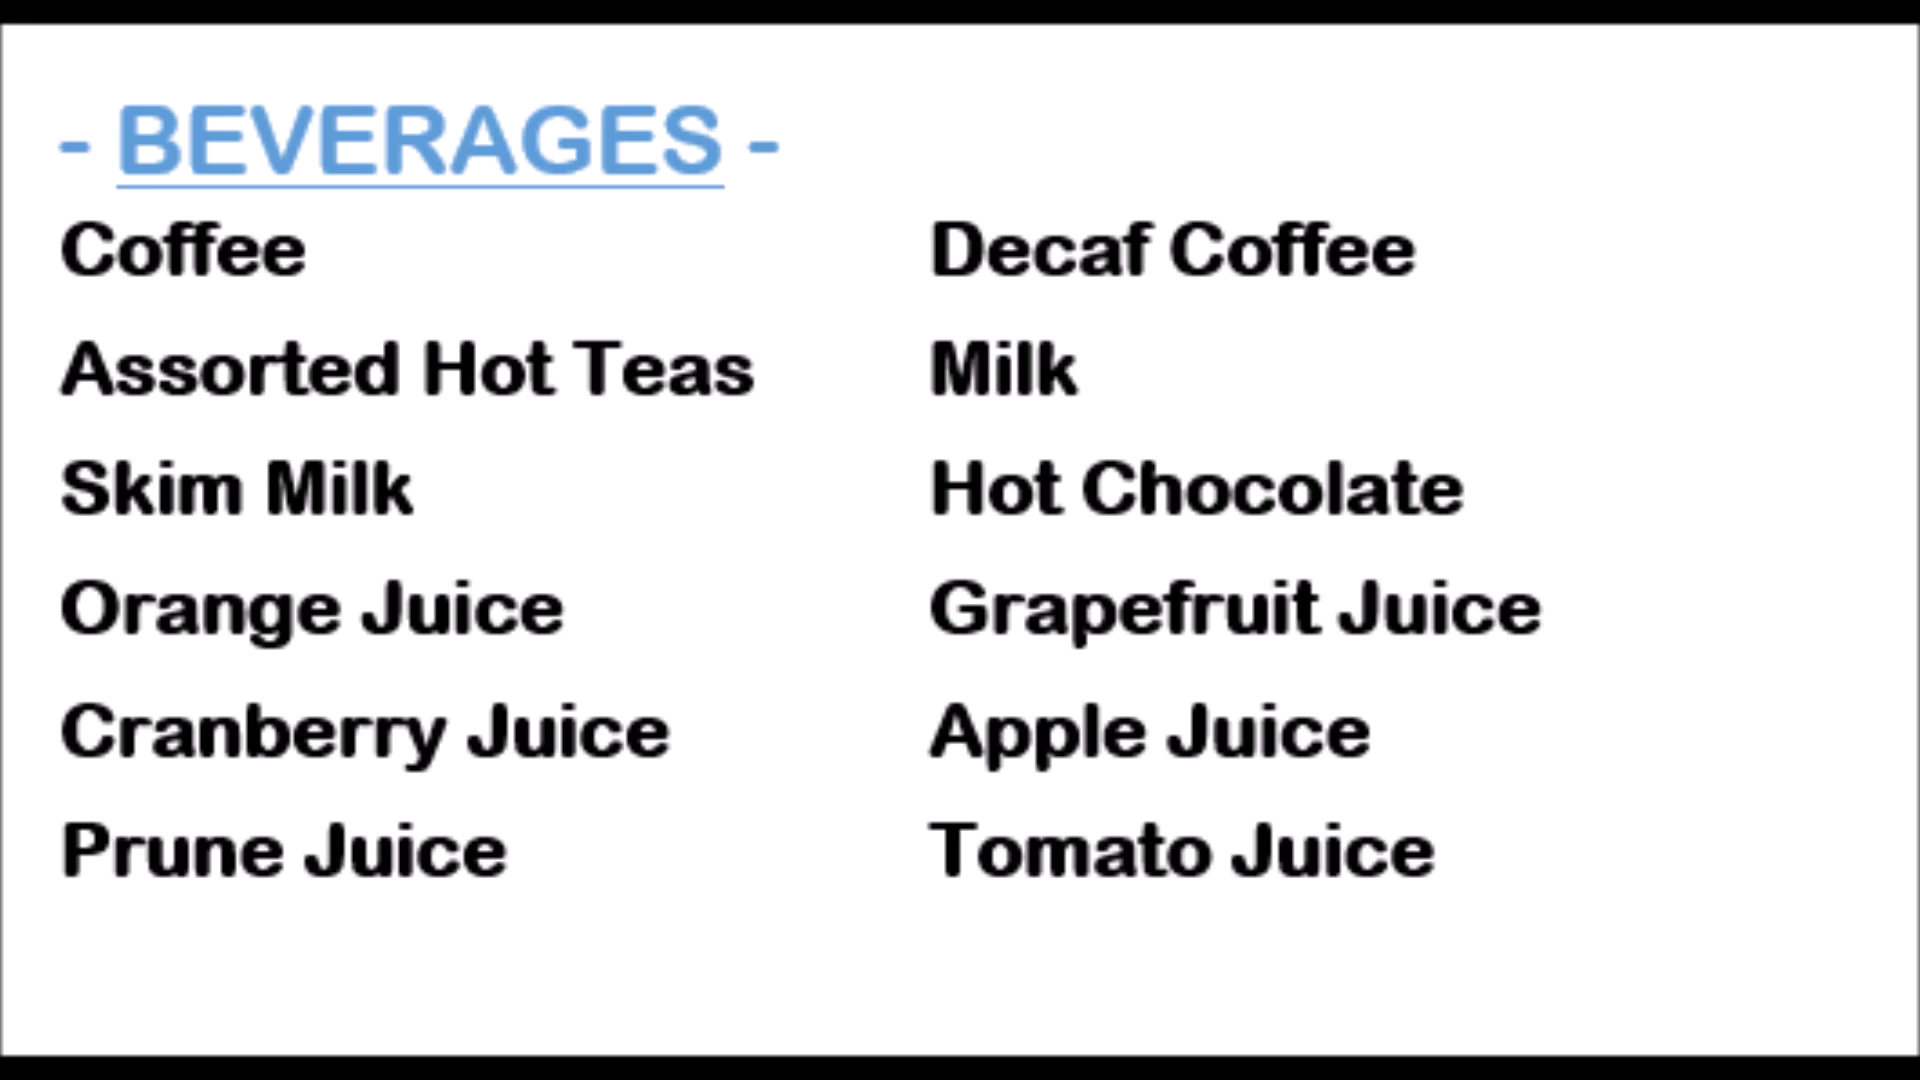 - BEVERAGES -
Coffee Decaf Coffee
Assorted Hot Teas Milk
Skim Milk Hot Chocolate
Orange Juice Grapefruit Juice
Cranberry Juice Apple Juice
Prune Juice Tomato Juice